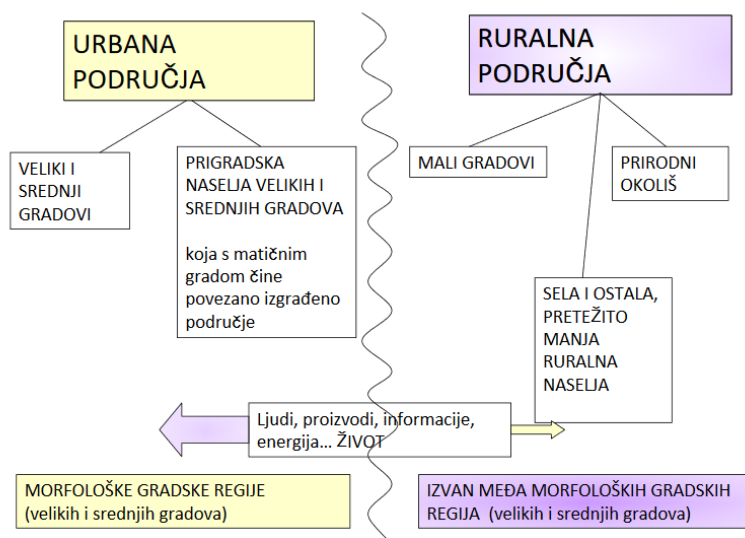 URBANA
PODRUČJA
RURALNA
PODRUČJA
VELIKI I
SREDNJI
GRADOVI
PRIGRADSKA
NASELJA VELIKIH I
SREDNJIH GRADOVA
koja s matičnim
gradom čine
povezano izgrađeno
područje
MALI GRADOVI
PRIRODNI
OKOLIŠ
SELA I OSTALA,
PRETEŽITO
MANJA
RURALNA
NASELJA
Ljudi, proizvodi, informacije,
energija... ŽIVOT
MORFOLOŠKE GRADSKE REGIJE
(velikih i srednjih gradova)
IZVAN MEĐA MORFOLOŠKIH GRADSKIH
REGIJA (velikih i srednjih gradova)